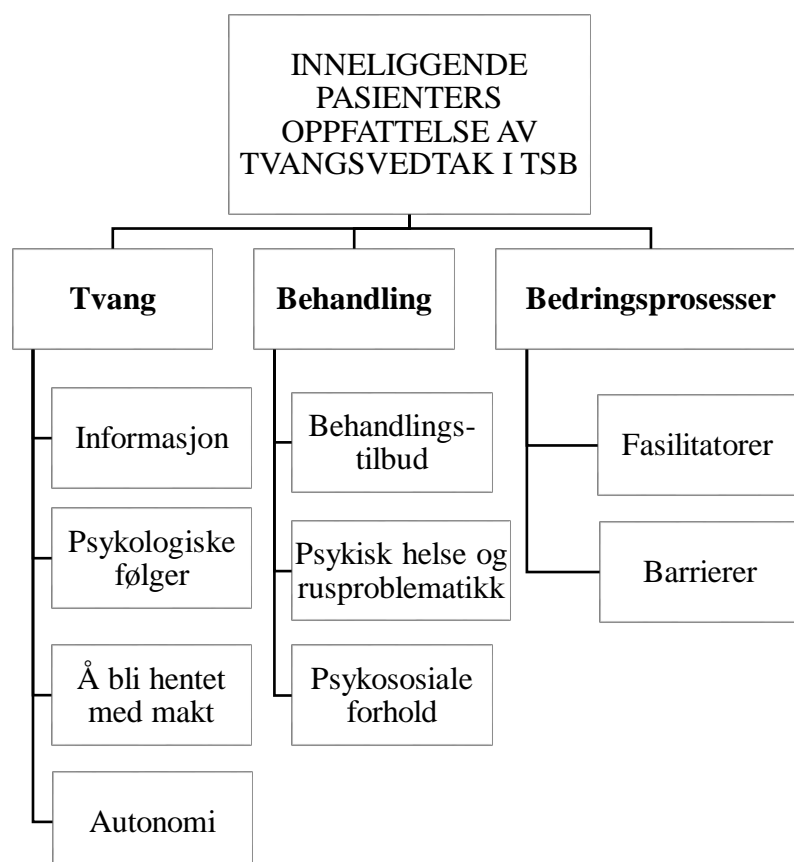 INNELIGGENDE
PASIENTERS
OPPFATTELSE AV
TVANGSVEDTAK I TSB
Tvang
Behandling
Bedringsprosesser
Informasjon
Psykologiske
følger
Å bli hentet
med makt
Autonomi
Behandlings-
tilbud
Psykisk helse og
rusproblematikk
Psykososiale
forhold
Fasilitatorer
Barrierer